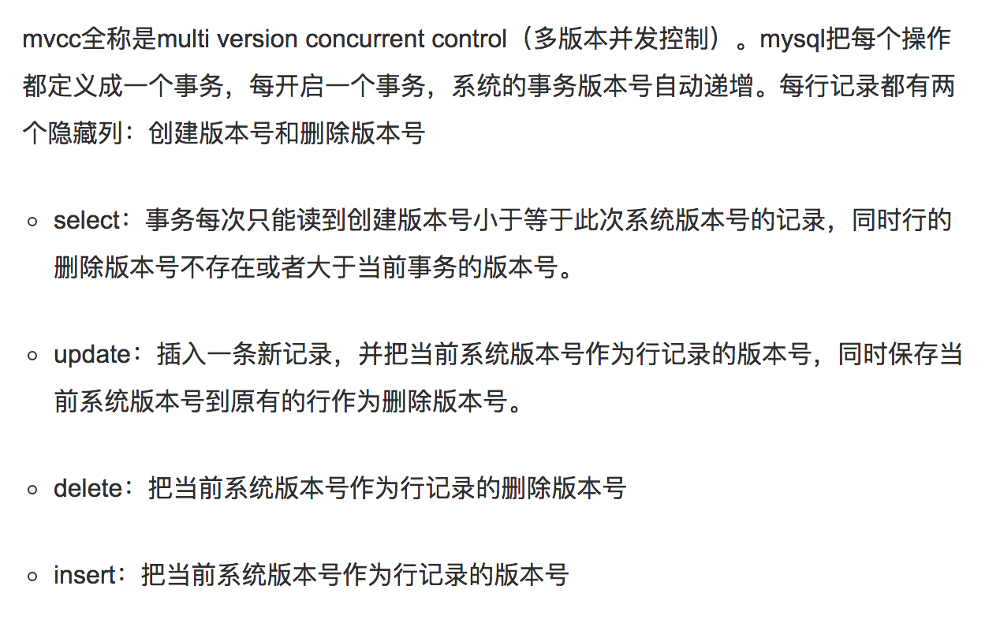 mvcc全称是multi version concurrent control（多版本并发控制）。mysql把每个操作
都定义成一个事务，每开启一个事务，系统的事务版本号自动递增。每行记录都有两
个隐藏列：创建版本号和删除版本号
select：事务每次只能读到创建版本号小于等于此次系统版本号的记录，同时行的
删除版本号不存在或者大于当前事务的版本号。
update：插入一条新记录，并把当前系统版本号作为行记录的版本号，同时保存当
前系统版本号到原有的行作为删除版本号。
delete：把当前系统版本号作为行记录的删除版本号
insert：把当前系统版本号作为行记录的版本号